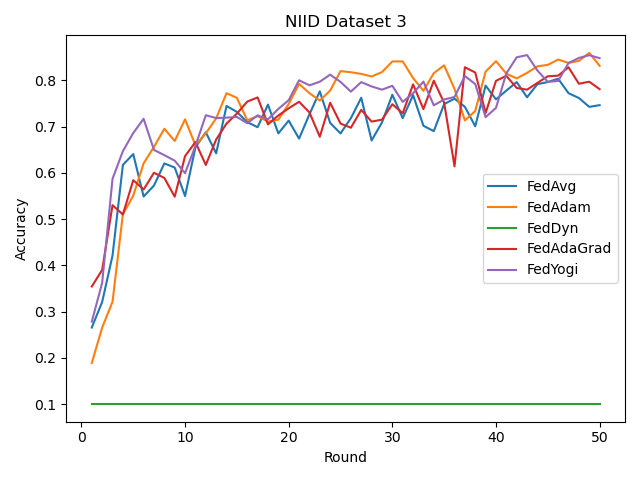 NIID Dataset 3
Accuracy
0.8
0.7
0.6
0.5
0.4
0.3
0.2
0.1
FedAvg
FedAdam
FedDyn
FedAdaGrad
FedYogi
0 10 20 30 40 50
Round